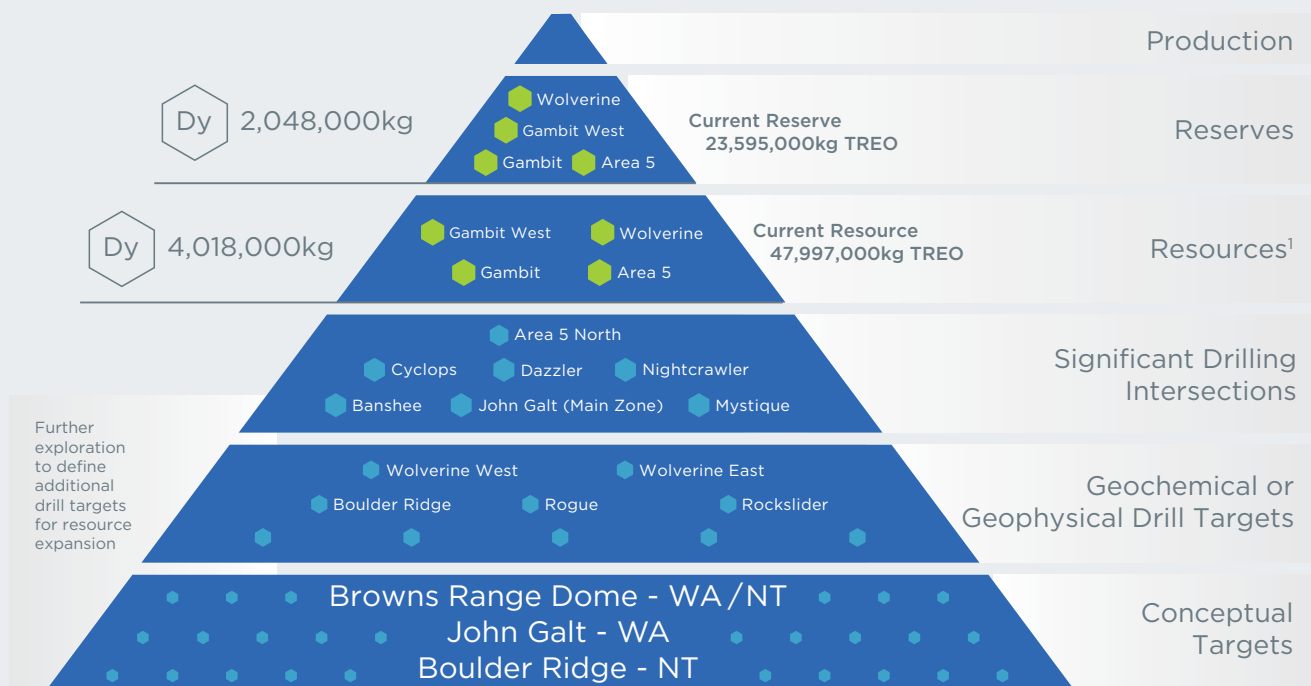 Production
Dy 2,048,000kg
Wolverine
Gambit West
Gambit Area 5
Current Reserve
23,595,000kg TREO
Reserves
Dy 4,018,000kg
Gambit West Wolverine
Gambit Area 5
Current Resource
47,997,000kg TREO
Resources¹
Area 5 North
Cyclops Dazzler Nightcrawler
Banshee John Galt (Main Zone) Mystique
Significant Drilling
Intersections
Further
exploration
to define
additional
drill targets
for resource
expansion
Wolverine West Wolverine East
Boulder Ridge Rogue Rockslider
Geochemical or
Geophysical Drill Targets
Browns Range Dome - WA/NT
John Galt - WA
Boulder Ridge - NT
Conceptual
Targets